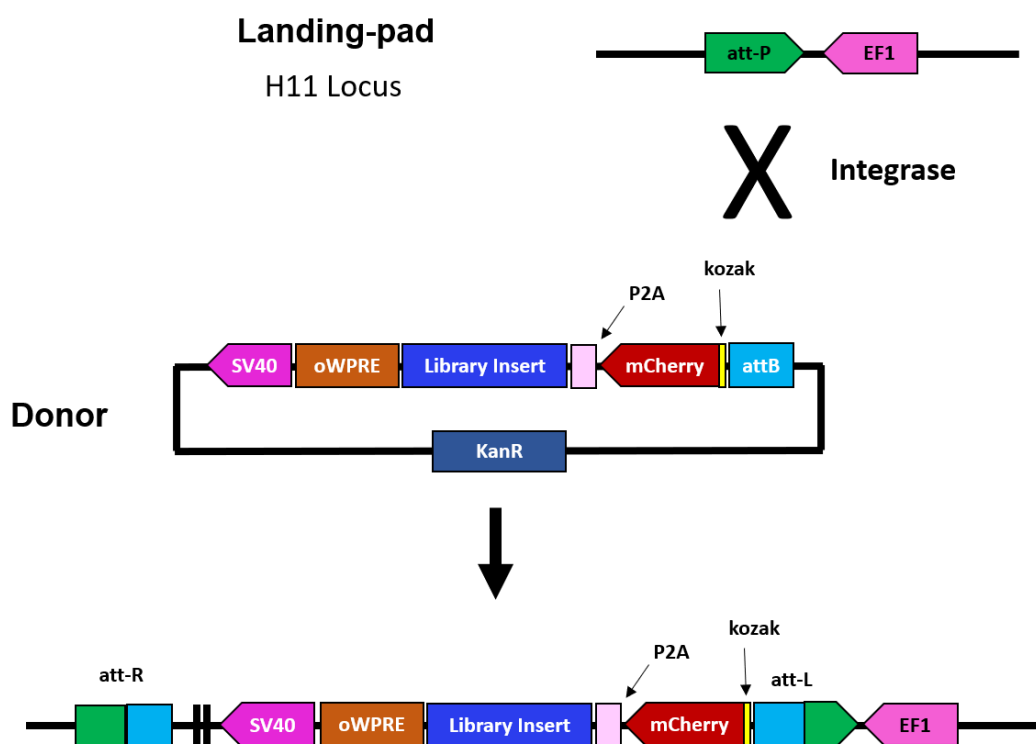 Landing-pad
H11 Locus
att-P
EF1
Integrase
kozak
P2A
SV40
oWPRE
Library Insert
mCherry
attB
Donor
KanR
kozak
P2A
att-R
att-L
SV40
oWPRE
Library Insert
mCherry
EF1